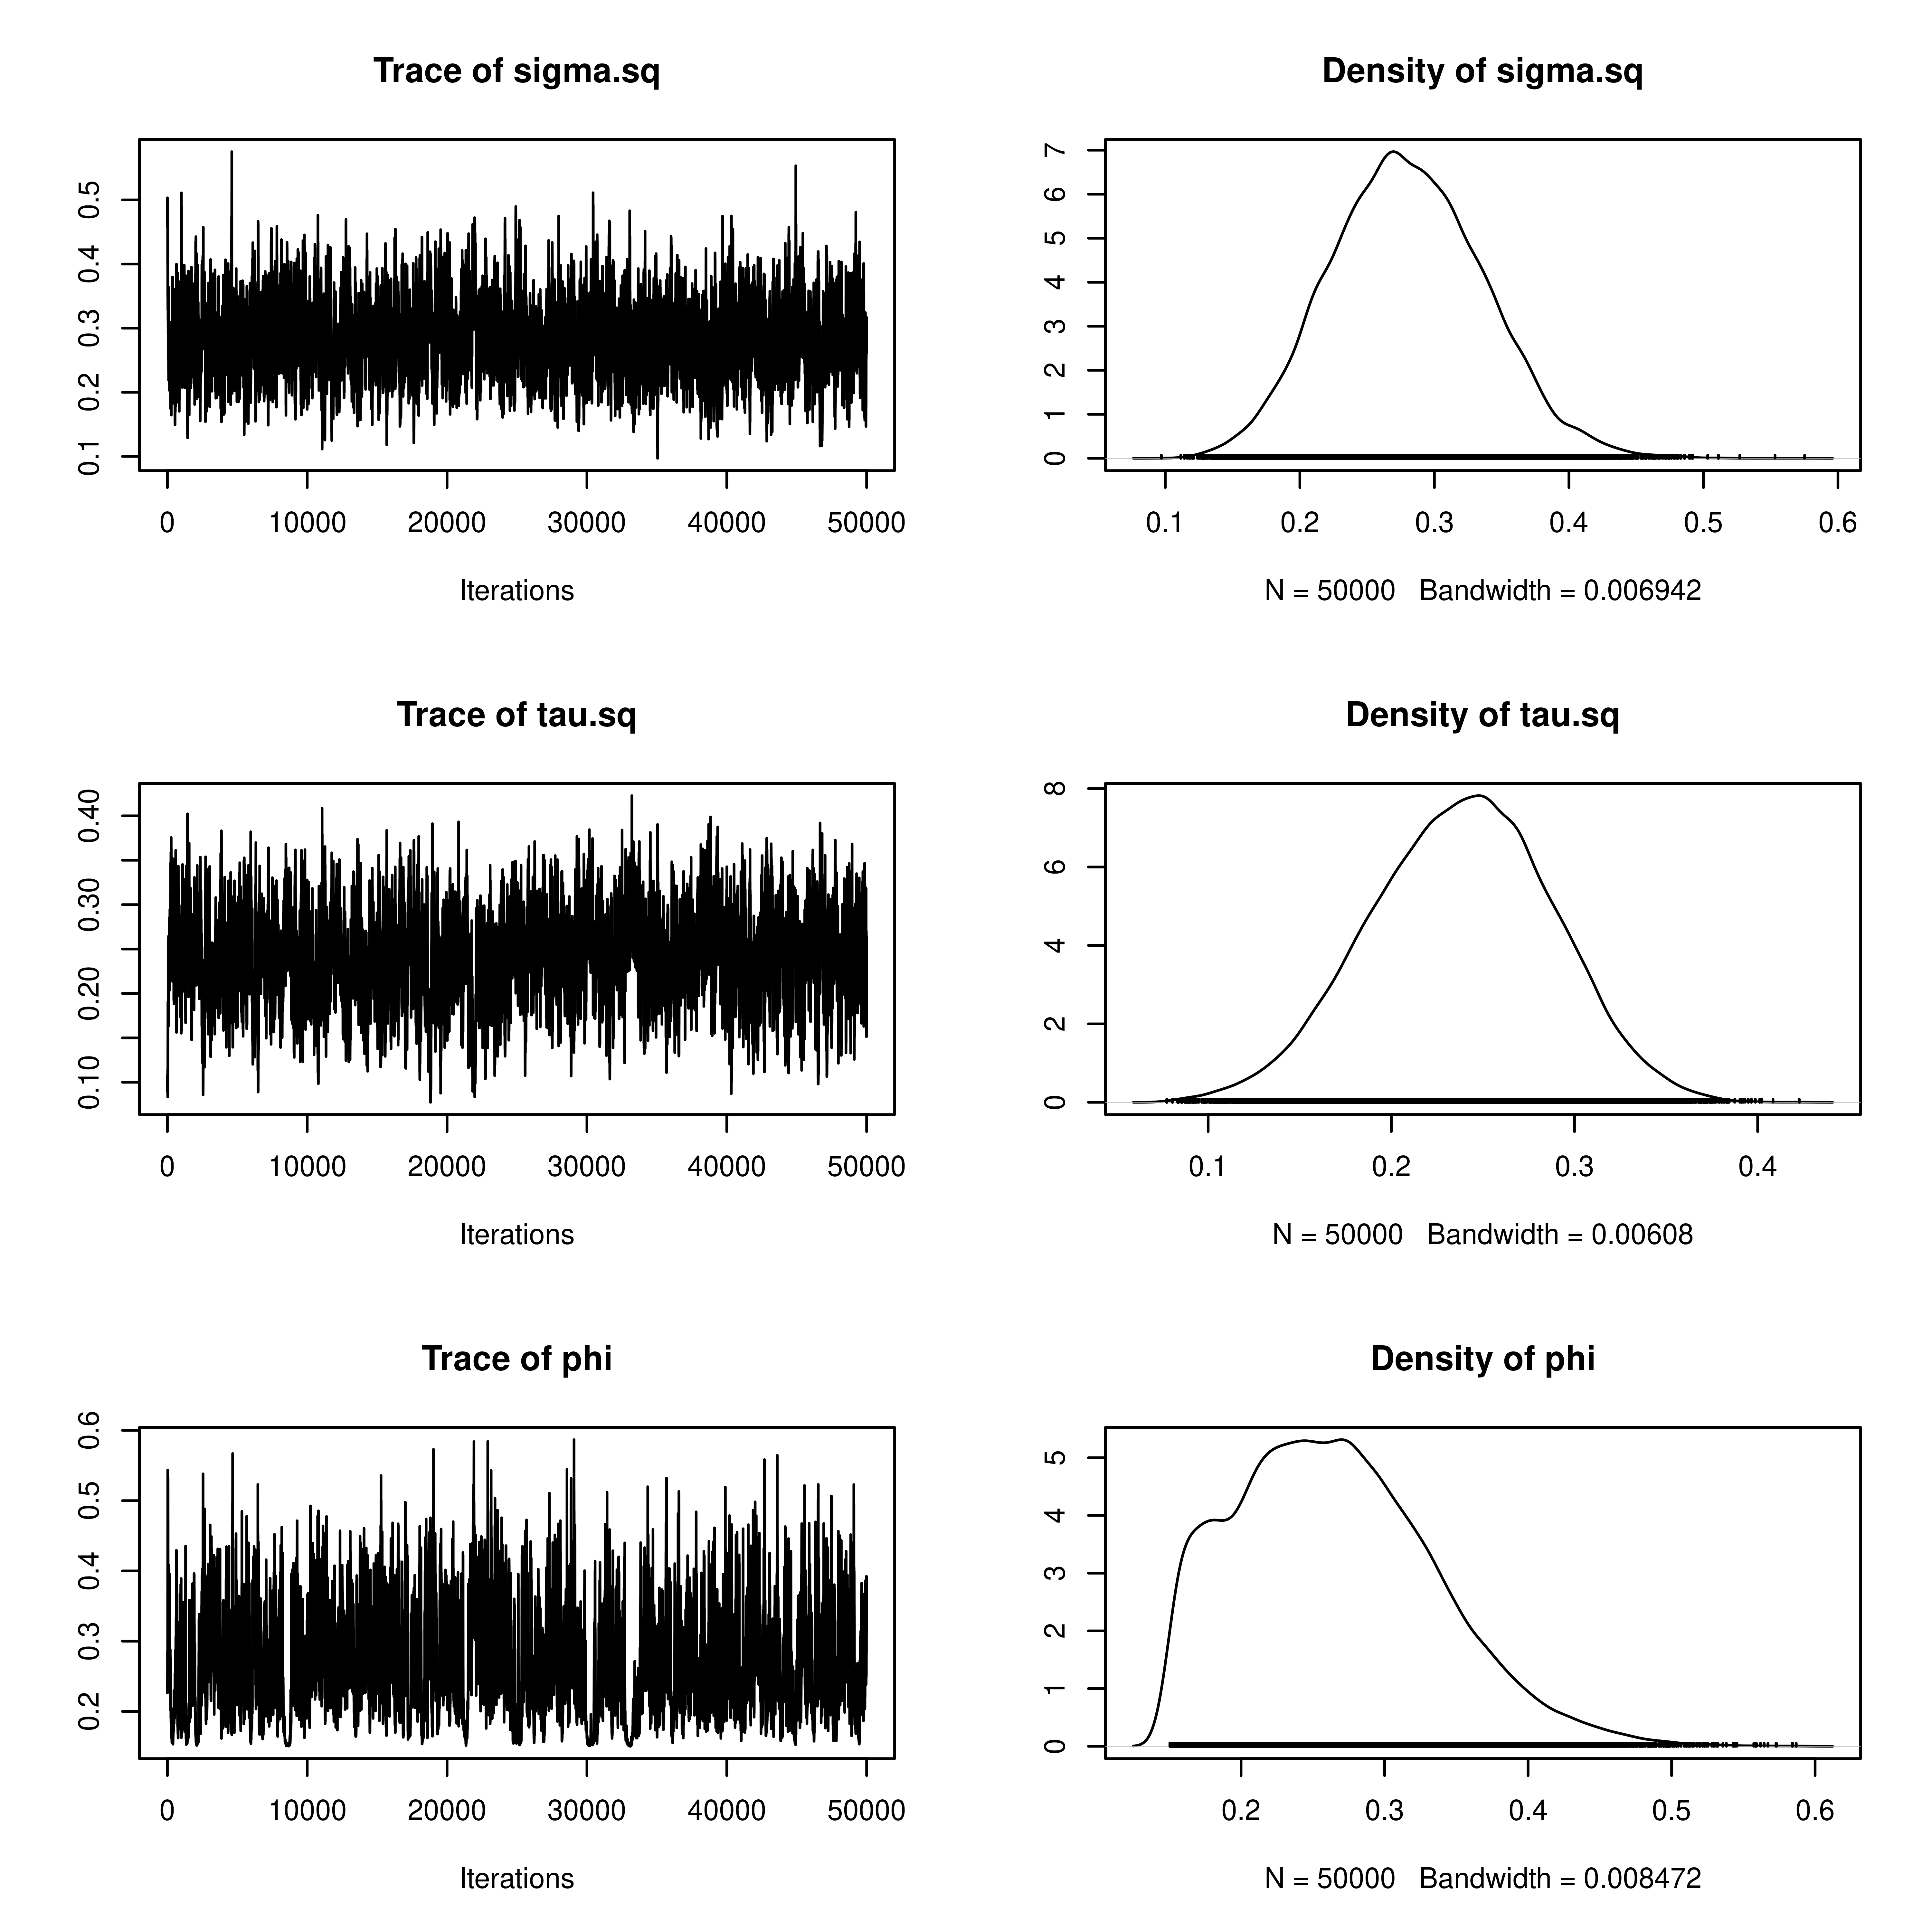 Trace of sigma.sq
0.1 0.2 0.3 0.4 0.5
0 10000 20000 30000 40000 50000
Iterations
Density of sigma.sq
0 1 2 3 4 5 6 7
0.1 0.2 0.3 0.4 0.5 0.6
N = 50000 Bandwidth = 0.006942
Trace of tau.sq
0.10 0.20 0.30 0.40
0 10000 20000 30000 40000 50000
Iterations
Density of tau.sq
0 2 4 6 8
0.1 0.2 0.3 0.4
N = 50000 Bandwidth = 0.00608
Trace of phi
0.2 0.3 0.4 0.5 0.6
0 10000 20000 30000 40000 50000
Iterations
Density of phi
0 1 2 3 4 5
0.2 0.3 0.4 0.5 0.6
N = 50000 Bandwidth = 0.008472